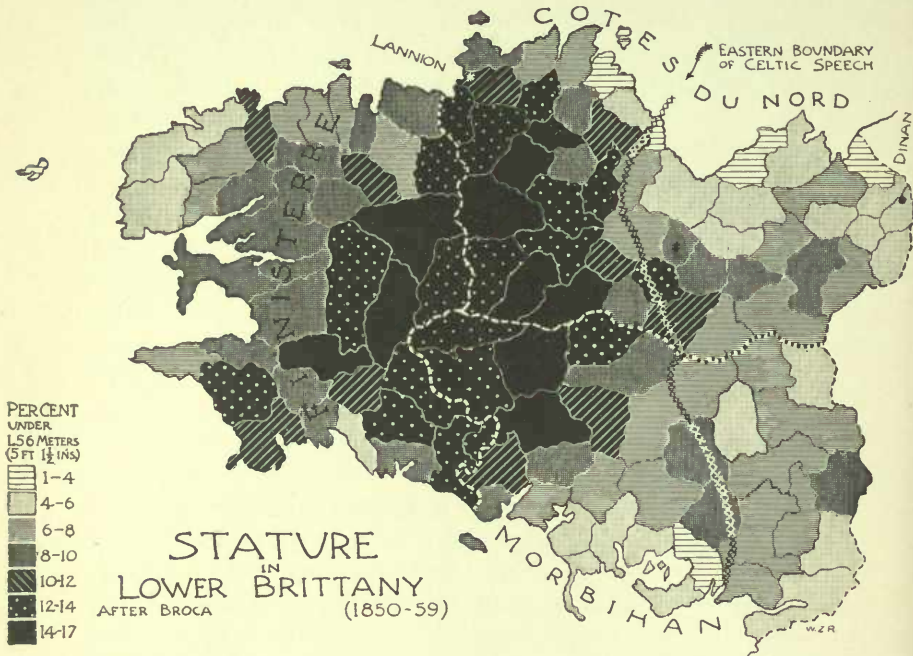 COTES DU NORD
LANNION
EASTERN BOUNDARY
OF CELTIC SPEECH
DINAN
FINISTERRE
MORBIHAN
PERCENT
UNDER
1.56 METERS
(5 FT 1½ INS)
1-4
4-6
6-8
8-10
10-12
12-14
14-17
STATURE
IN
LOWER BRITTANY
AFTER BROCA (1850-59)
W.Z.R.